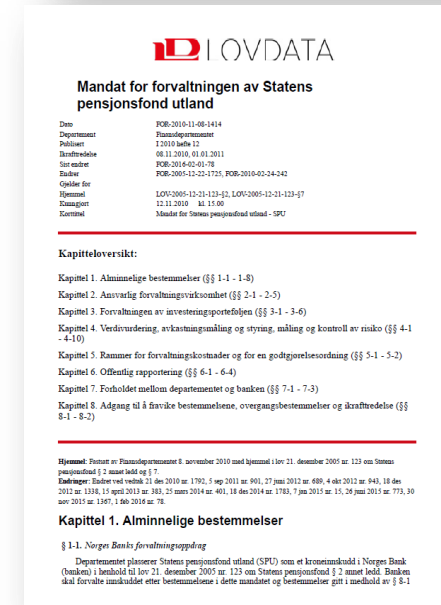 LOVDATA
Mandat for forvaltningen av Statens
pensjonsfond utland
Dato FOR-2010-11-08-1414
Departement Finansdepartementet
Publisert I 2010 hefte 12
Ikrafttredelse 08.11.2010, 01.01.2011
Sist endret FOR-2016-02-01-78
Endrer FOR-2005-12-22-1725, FOR-2010-02-24-242
Gjelder for
Hjemmel LOV-2005-12-21-123-§2, LOV-2005-12-21-123-§7
Kunngjort 12.11.2010 kl. 15.00
Korttittel Mandat for Statens pensjonsfond utland - SPU
Kapitteloversikt:
Kapittel 1. Alminnelige bestemmelser (§§ 1-1 - 1-8)
Kapittel 2. Ansvarlig forvaltningsvirksomhet (§§ 2-1 - 2-5)
Kapittel 3. Forvaltningen av investeringsporteføljen (§§ 3-1 - 3-6)
Kapittel 4. Verdivurdering, avkastningsmåling og styring, måling og kontroll av risiko (§§ 4-1
- 4-10)
Kapittel 5. Rammer for forvaltningskostnader og for en godtgjørelsesordning (§§ 5-1 - 5-2)
Kapittel 6. Offentlig rapportering (§§ 6-1 - 6-4)
Kapittel 7. Forholdet mellom departementet og banken (§§ 7-1 - 7-3)
Kapittel 8. Adgang til å fravike bestemmelsene, overgangsbestemmelser og ikrafttredelse (§§
8-1 - 8-2)
Hjemmel: Fastsatt av Finansdepartementet 8. november 2010 med hjemmel i lov 21. desember 2005 nr. 123 om Statens
pensjonsfond § 2 annet ledd og § 7.
Endringer: Endret ved vedtak 21 des 2010 nr. 1792, 5 sep 2011 nr. 901, 27 juni 2012 nr. 689, 4 okt 2012 nr. 943, 18 des
2012 nr. 1338, 15 april 2013 nr. 383, 25 mars 2014 nr. 401, 18 des 2014 nr. 1783, 7 jan 2015 nr. 15, 26 juni 2015 nr. 773, 30
nov 2015 nr. 1367, 1 feb 2016 nr. 78.
Kapittel 1. Alminnelige bestemmelser
§ 1-1. Norges Banks forvaltningsoppdrag
Departementet plasserer Statens pensjonsfond utland (SPU) som et kroneinnskudd i Norges Bank
(banken) i henhold til lov 21. desember 2005 nr. 123 om Statens pensjonsfond § 2 annet ledd. Banken
skal forvalte innskuddet etter bestemmelsene i dette mandatet og bestemmelser gitt i medhold av § 8-1